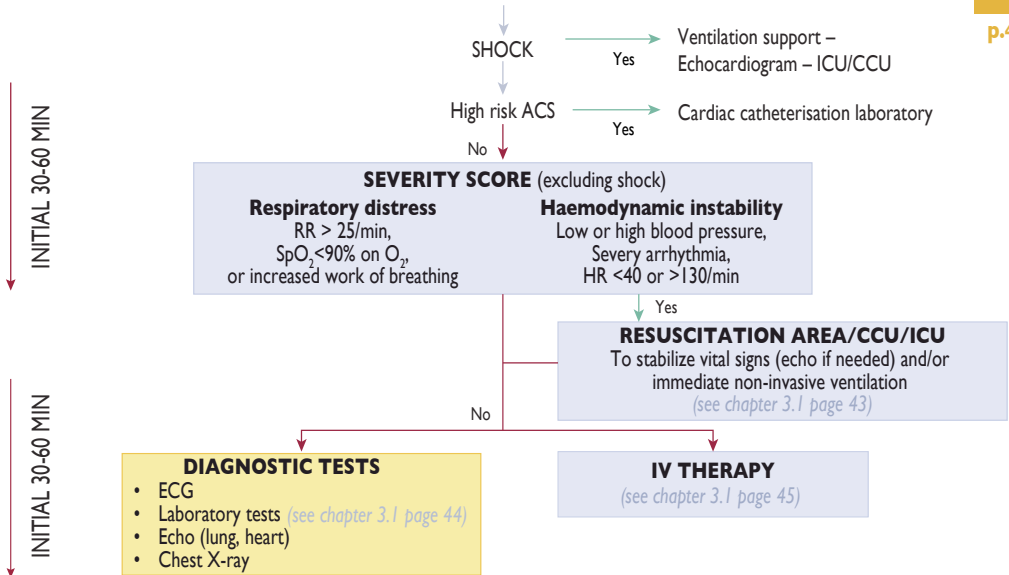 p.4
SHOCK
Yes
Ventilation support –
Echocardiogram – ICU/CCU
High risk ACS
Yes
Cardiac catheterisation laboratory
INITIAL 30-60 MIN
No
SEVERITY SCORE (excluding shock)
Respiratory distress
RR > 25/min,
SpO2<90% on O2,
or increased work of breathing
Haemodynamic instability
Low or high blood pressure,
Severy arrhythmia,
HR <40 or >130/min
Yes
RESUSCITATION AREA/CCU/ICU
To stabilize vital signs (echo if needed) and/or
immediate non-invasive ventilation
(see chapter 3.1 page 43)
INITIAL 30-60 MIN
No
DIAGNOSTIC TESTS
• ECG
• Laboratory tests (see chapter 3.1 page 44)
• Echo (lung, heart)
• Chest X-ray
IV THERAPY
(see chapter 3.1 page 45)